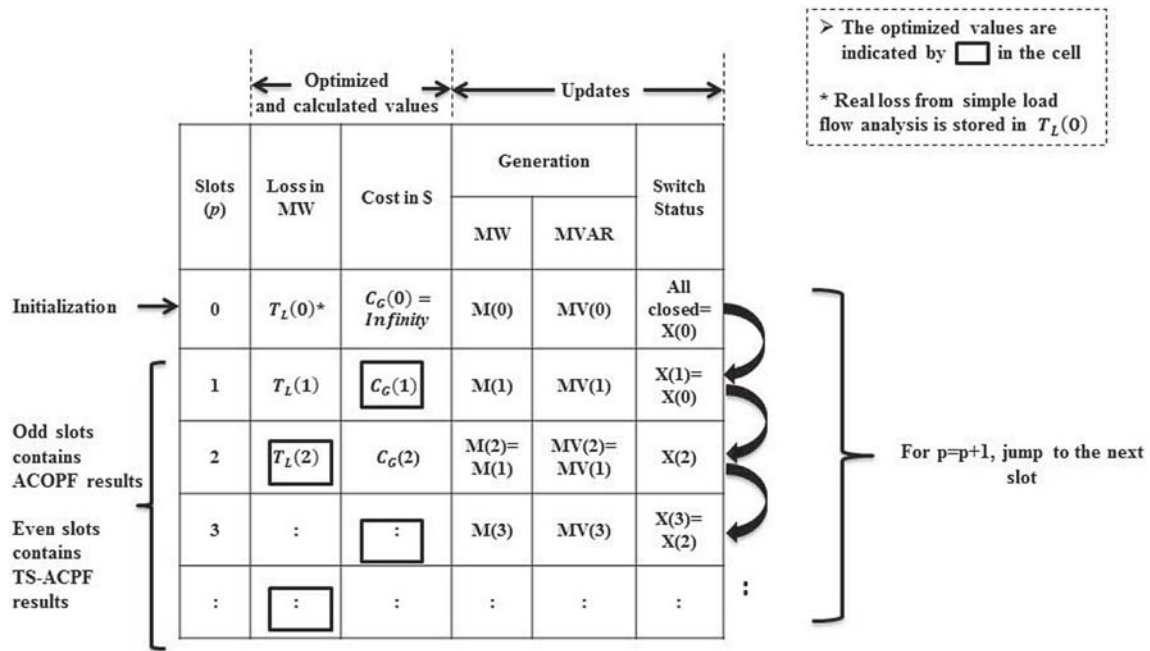 ➢ The optimized values are
indicated by in the cell
* Real loss from simple load
flow analysis is stored in T_L(0)
Optimized
and calculated values
Updates
Slots
(p)
Loss in
MW
Cost in $
Generation
MW
MVAR
Switch
Status
Initialization
0
T_L(0)*
C_G(0) =
Infinity
M(0)
MV(0)
All
closed=
X(0)
1
T_L(1)
C_G(1)
M(1)
MV(1)
X(1)=
X(0)
2
T_L(2)
C_G(2)
M(2)=
M(1)
MV(2)=
MV(1)
X(2)
3
:
:
M(3)
MV(3)
X(3)=
X(2)
:
:
:
:
:
:
:
Odd slots
contains
ACOPF results
Even slots
contains
TS-ACPF
results
For p=p+1, jump to the next
slot